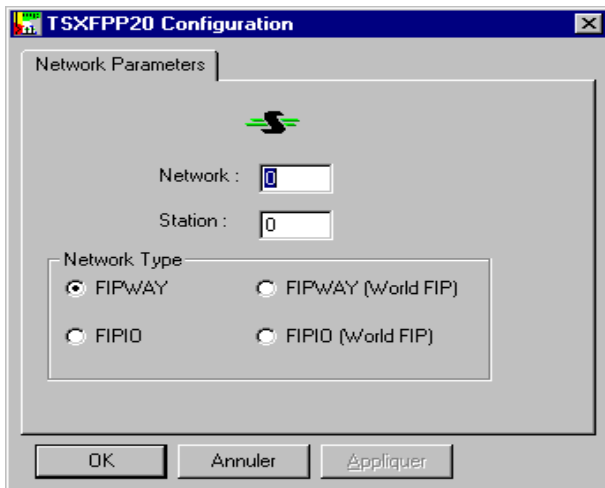 TSXFPP20 Configuration
Network Parameters
Network : 0
Station : 0
Network Type
FIPWAY FIPWAY (World FIP)
FIPIO FIPIO (World FIP)
OK Annuler Appliquer